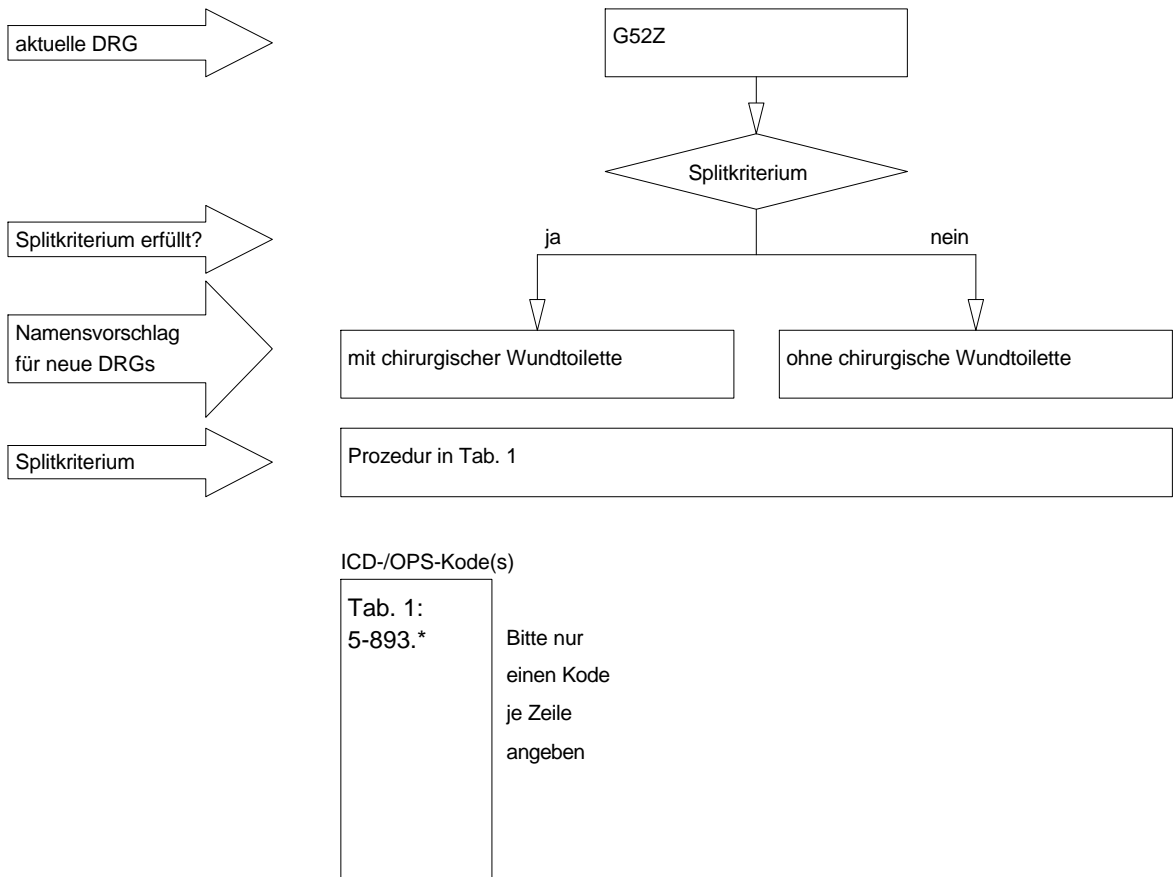 aktuelle DRG
G52Z
Splitkriterium
Splitkriterium erfüllt?
ja
nein
Namensvorschlag
für neue DRGs
mit chirurgischer Wundtoilette
ohne chirurgische Wundtoilette
Splitkriterium
Prozedur in Tab. 1
ICD-/OPS-Kode(s)
Tab. 1:
5-893.*
Bitte nur
einen Kode
je Zeile
angeben